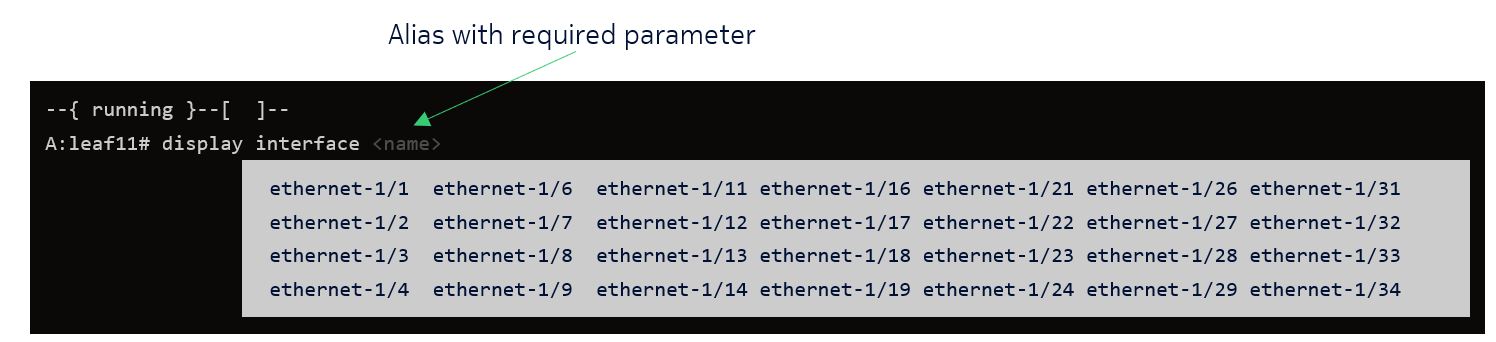 Alias with required parameter
--{ running }--[  ]--
A:leaf11# display interface <name>
ethernet-1/1  ethernet-1/6  ethernet-1/11 ethernet-1/16 ethernet-1/21 ethernet-1/26 ethernet-1/31
ethernet-1/2  ethernet-1/7  ethernet-1/12 ethernet-1/17 ethernet-1/22 ethernet-1/27 ethernet-1/32
ethernet-1/3  ethernet-1/8  ethernet-1/13 ethernet-1/18 ethernet-1/23 ethernet-1/28 ethernet-1/33
ethernet-1/4  ethernet-1/9  ethernet-1/14 ethernet-1/19 ethernet-1/24 ethernet-1/29 ethernet-1/34